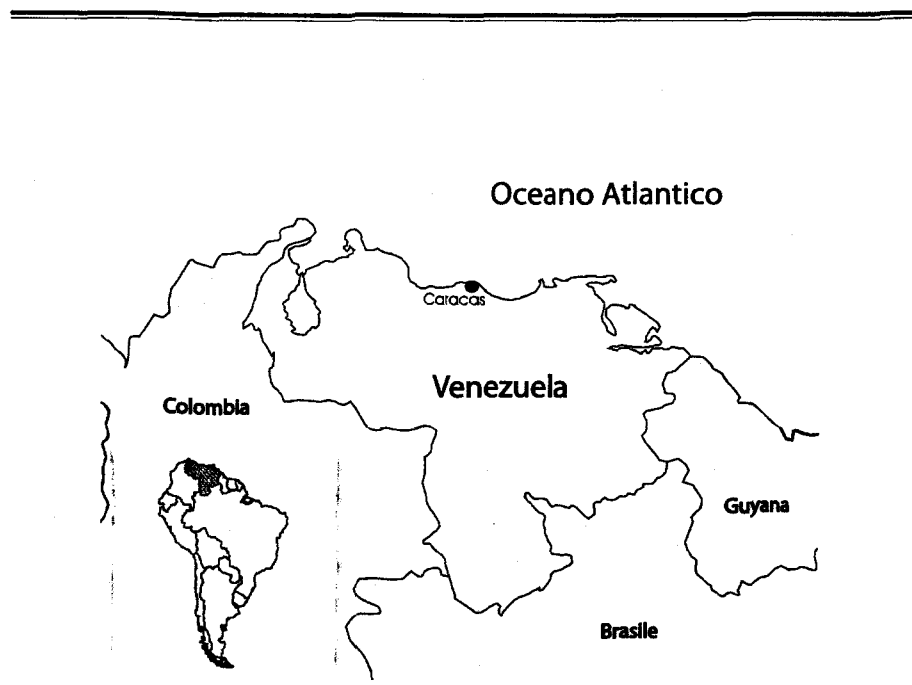 Oceano Atlantico
Caracas
Venezuela
Colombia
Guyana
Brasile